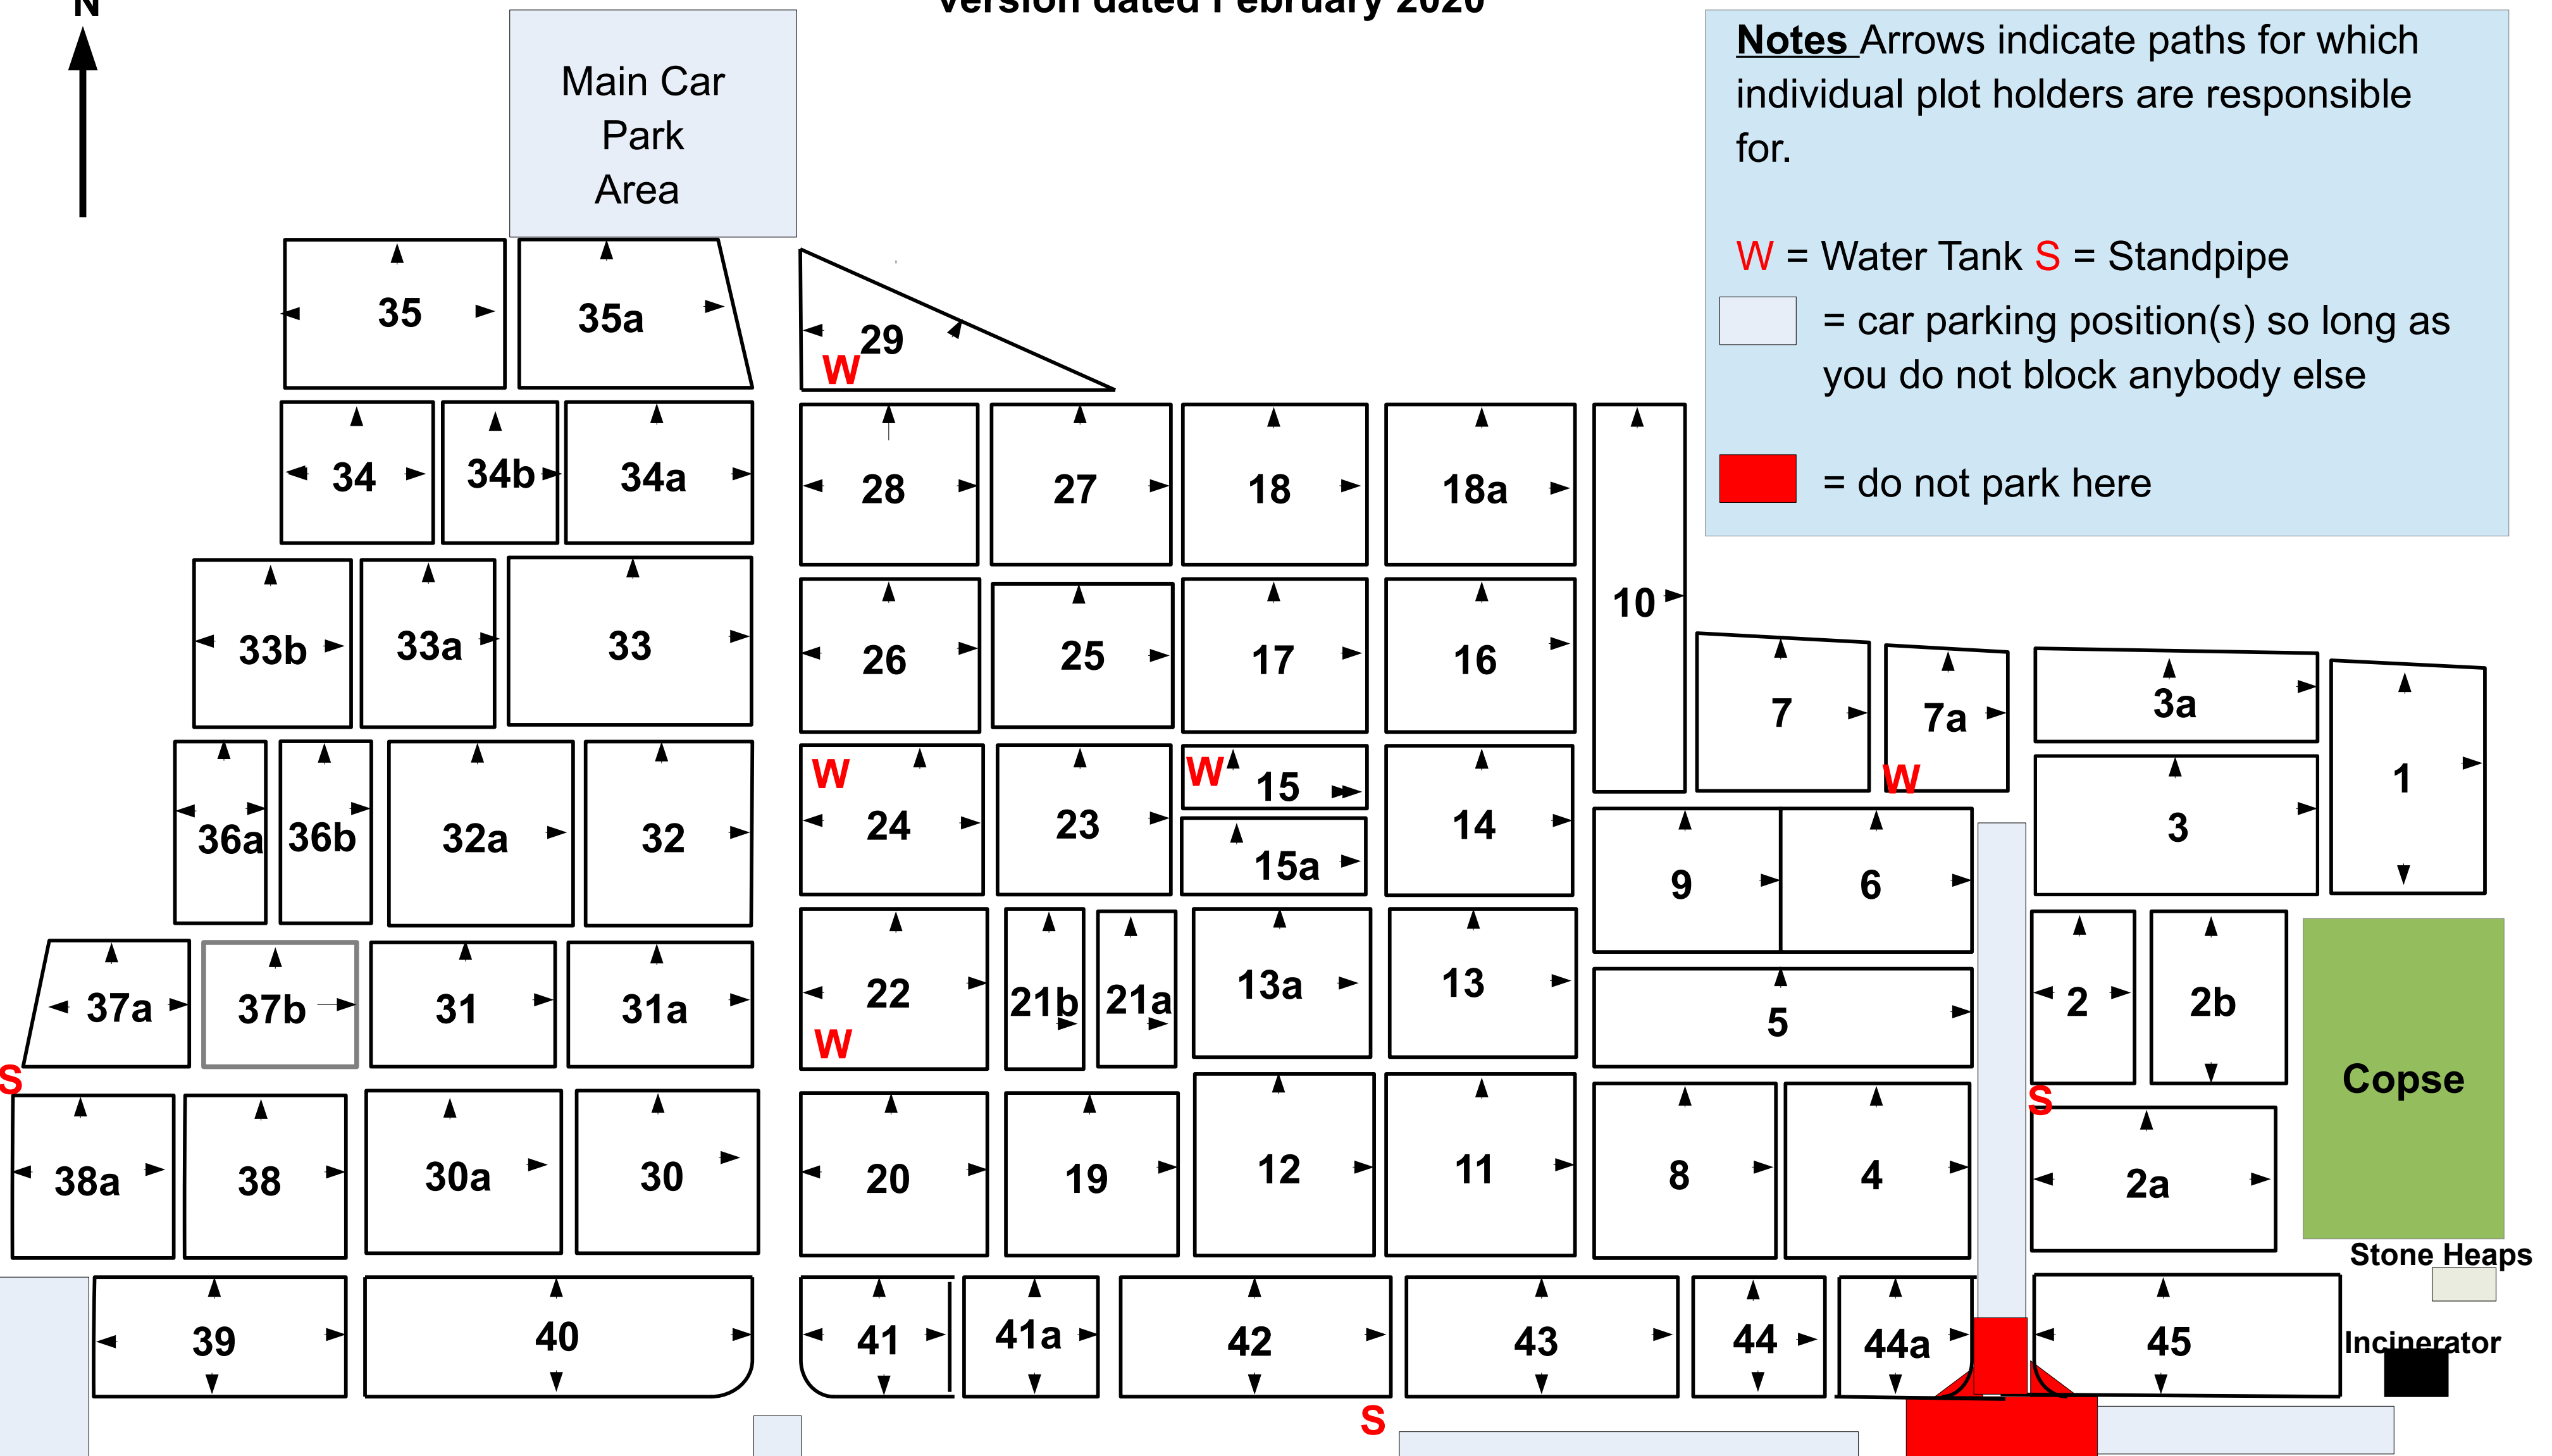 N
Version dated February 2020
Main Car
Park
Area
Notes Arrows indicate paths for which
individual plot holders are responsible
for.
W = Water Tank S = Standpipe
= car parking position(s) so long as
you do not block anybody else
= do not park here
35
35a
29
W
34
34b
34a
28
27
18
18a
10
33b
33a
33
26
25
17
16
7
7a
W
3a
3
1
36a
36b
32a
32
W
24
23
W
15
15a
14
9
6
37a
37b
31
31a
22
W
21b
21a
13a
13
5
2
2b
Copse
S
38a
38
30a
30
20
19
12
11
8
4
S
2a
Stone Heaps
39
40
41
41a
42
43
44
44a
45
Incinerator
S